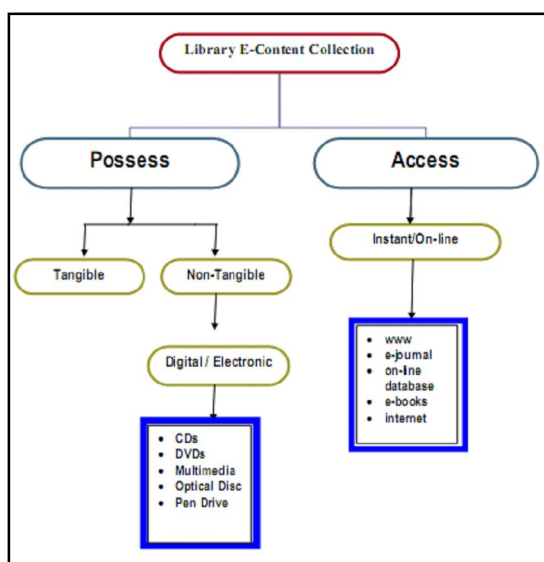 Library E-Content Collection
Possess
Access
Tangible
Non-Tangible
Instant/On-line
Digital / Electronic
• www
• e-journal
• on-line
database
• e-books
• internet
• CDs
• DVDs
• Multimedia
• Optical Disc
• Pen Drive